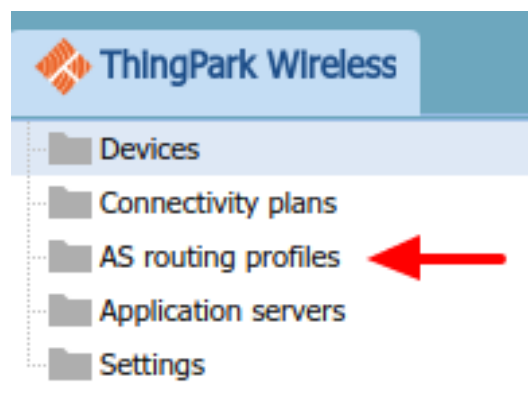 ThingPark Wireless
Devices
Connectivity plans
AS routing profiles
Application servers
Settings